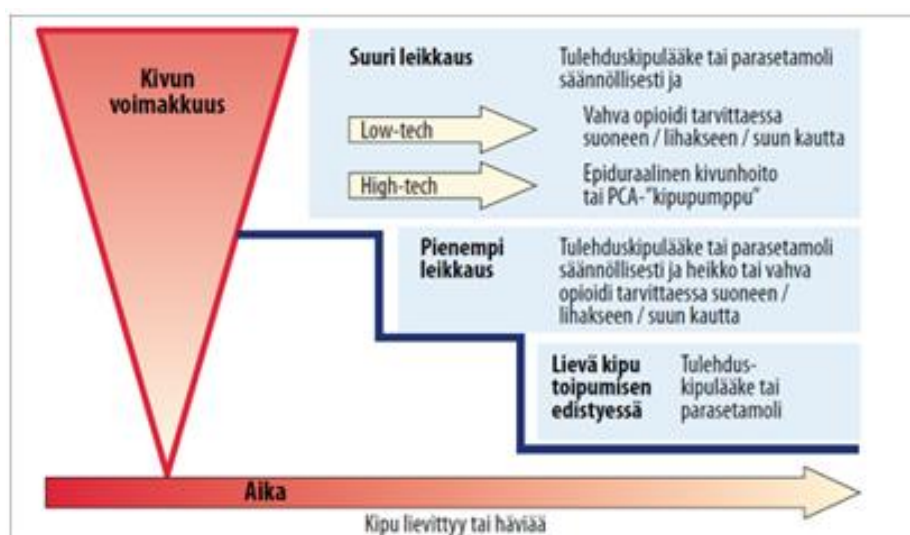 Kivun
voimakkuus
Suuri leikkaus
Tulehduskipulääke tai parasetamoli
säännöllisesti ja
Low-tech
Vahva opioidi tarvittaessa
suoneen / lihakseen / suun kautta
High-tech
Epiduraalinen kivunhoito
tai PCA-"kipupumppu"
Pienempi
leikkaus
Tulehduskipulääke tai parasetamoli
säännöllisesti ja heikko tai vahva
opioidi tarvittaessa suoneen /
lihakseen / suun kautta
Lievä kipu
toipumisen
edistyessä
Tulehdus-
kipulääke tai
parasetamoli
Aika
Kipu lievittyy tai häviää